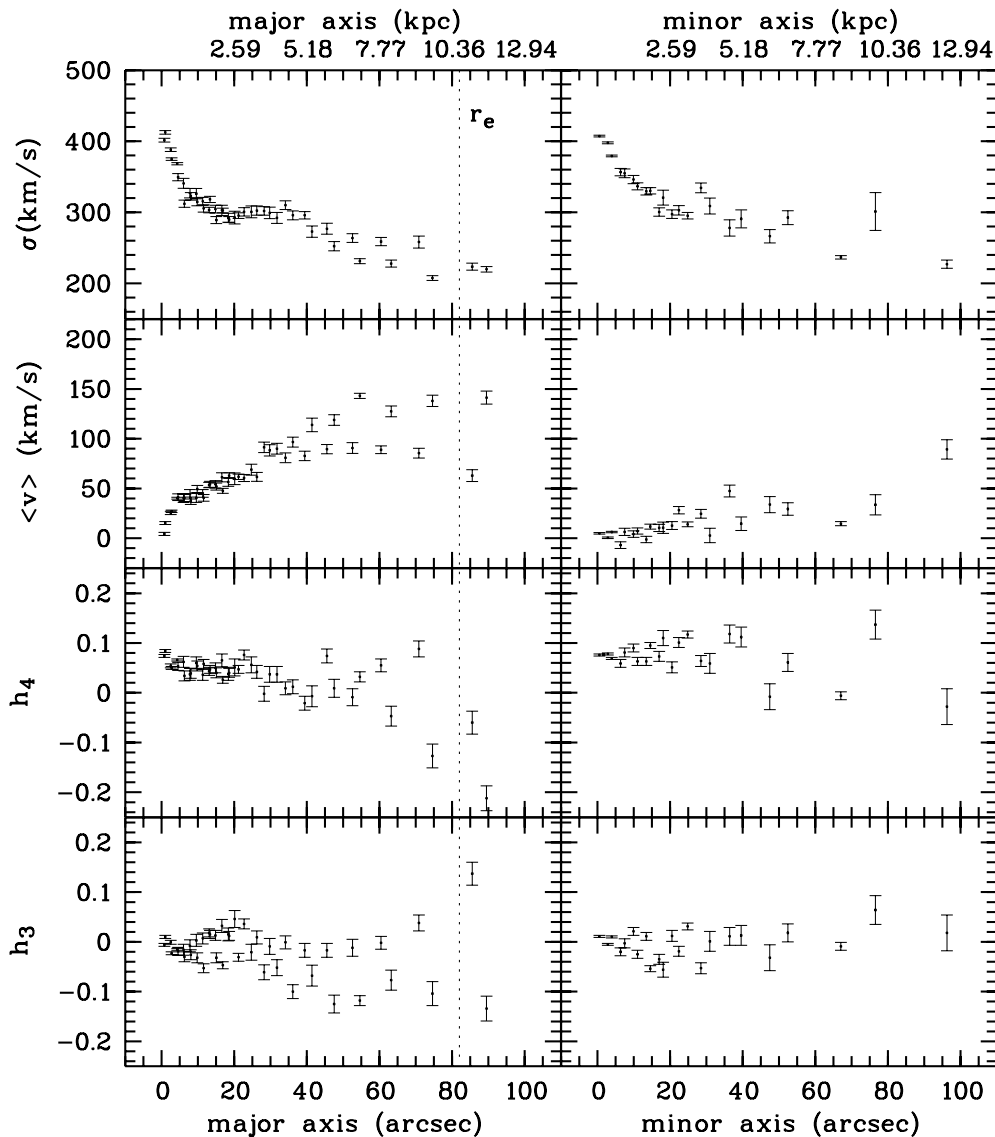 major axis (kpc) minor axis (kpc)
2.59 5.18 7.77 10.36 12.94 2.59 5.18 7.77 10.36 12.94
500
400
300
200
σ(km/s)
r_e
200
150
100
50
0
<v> (km/s)
0.2
0.1
0
−0.1
−0.2
h_4
0.2
0.1
0
−0.1
−0.2
h_3
0 20 40 60 80 100 0 20 40 60 80 100
major axis (arcsec) minor axis (arcsec)